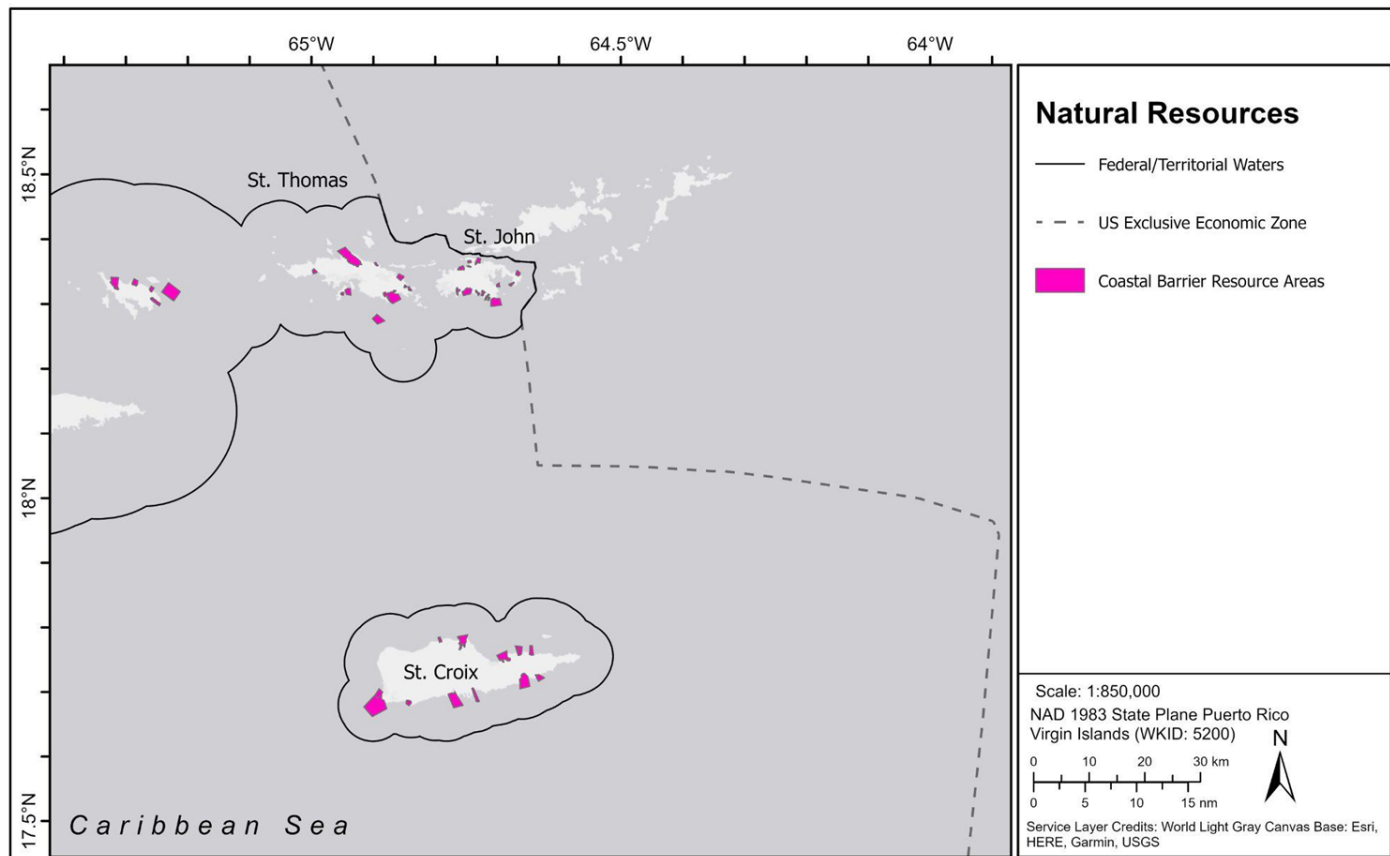 65°W
64.5°W
64°W
18.5°N
18°N
17.5°N
St. Thomas
St. John
St. Croix
Caribbean Sea
Natural Resources
Federal/Territorial Waters
US Exclusive Economic Zone
Coastal Barrier Resource Areas
Scale: 1:850,000
NAD 1983 State Plane Puerto Rico
Virgin Islands (WKID: 5200)
N
0 10 20 30 km
0 5 10 15 nm
Service Layer Credits: World Light Gray Canvas Base: Esri,
HERE, Garmin, USGS